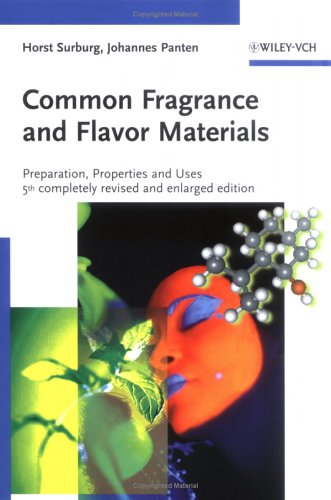 Horst Surburg, Johannes Panten
WILEY-VCH
Common Fragrance
and Flavor Materials
Preparation, Properties and Uses
5th completely revised and enlarged edition